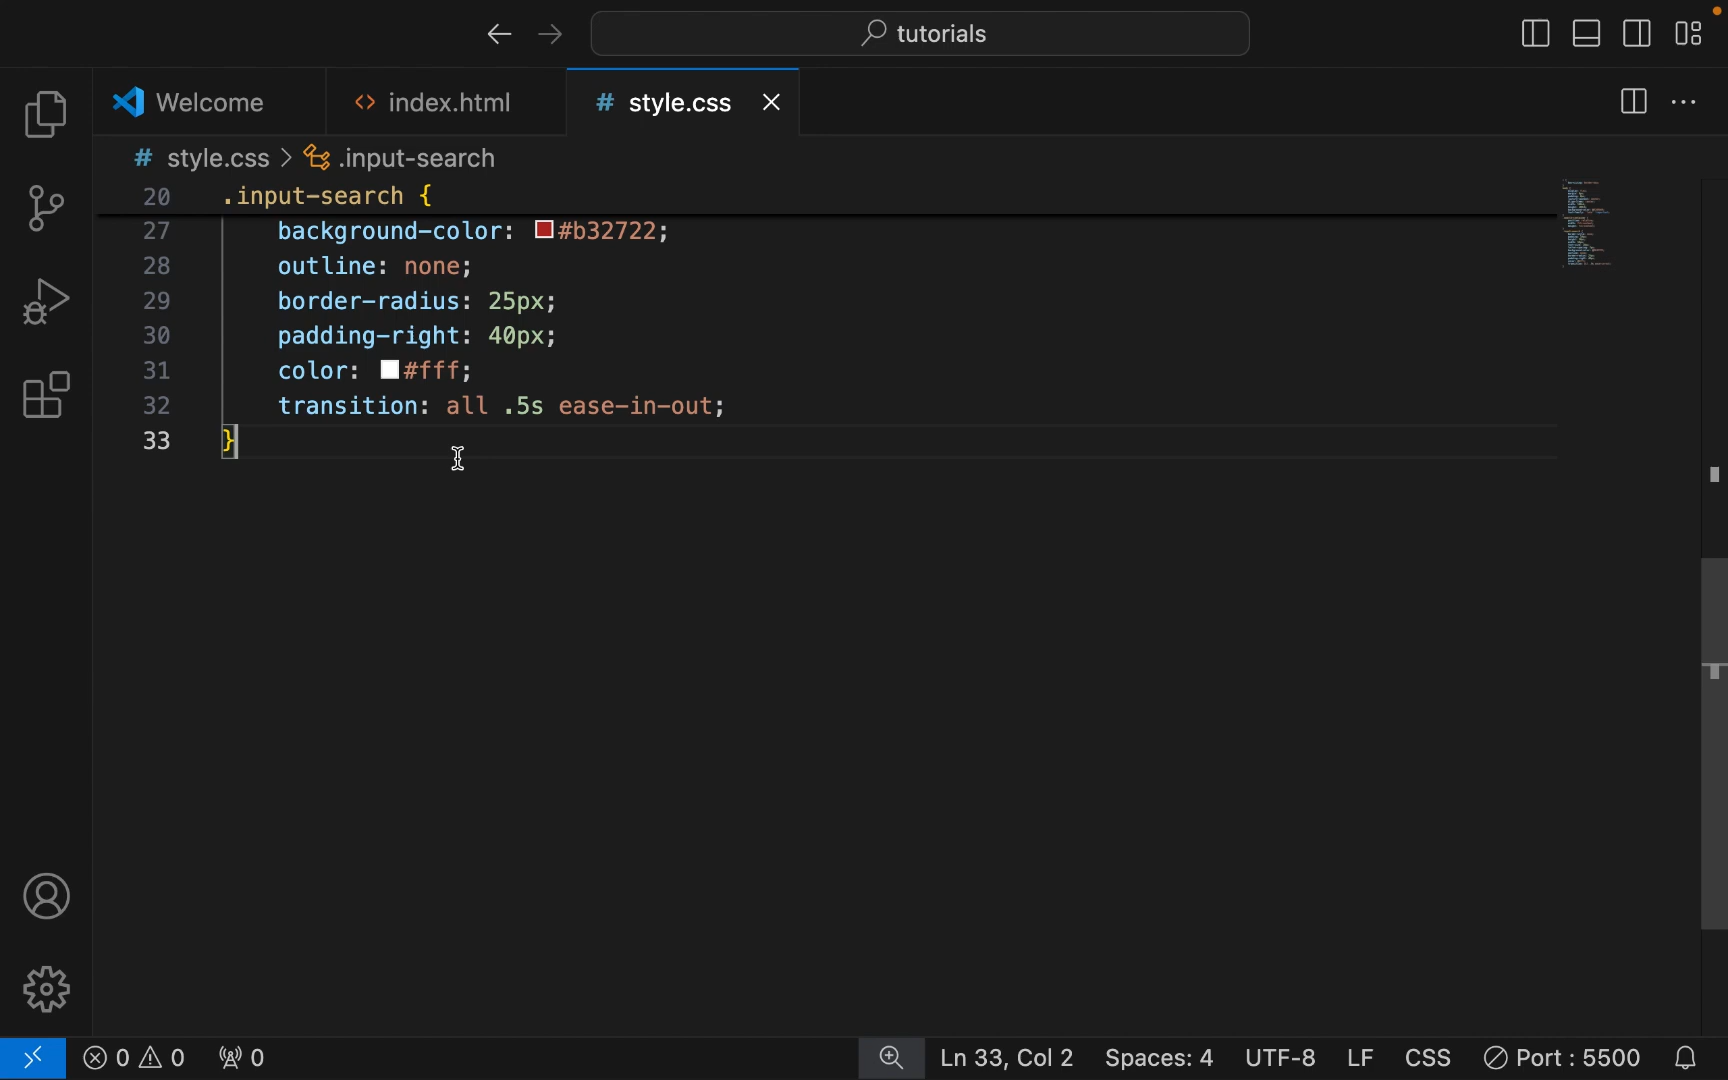 tutorials
Welcome
<> index.html
# style.css
# style.css > .input-search
20 .input-search {
27 background-color: #b32722;
28 outline: none;
29 border-radius: 25px;
30 padding-right: 40px;
31 color: #fff;
32 transition: all .5s ease-in-out;
33 }
0 0 0 Ln 33, Col 2 Spaces: 4 UTF-8 LF CSS Port : 5500